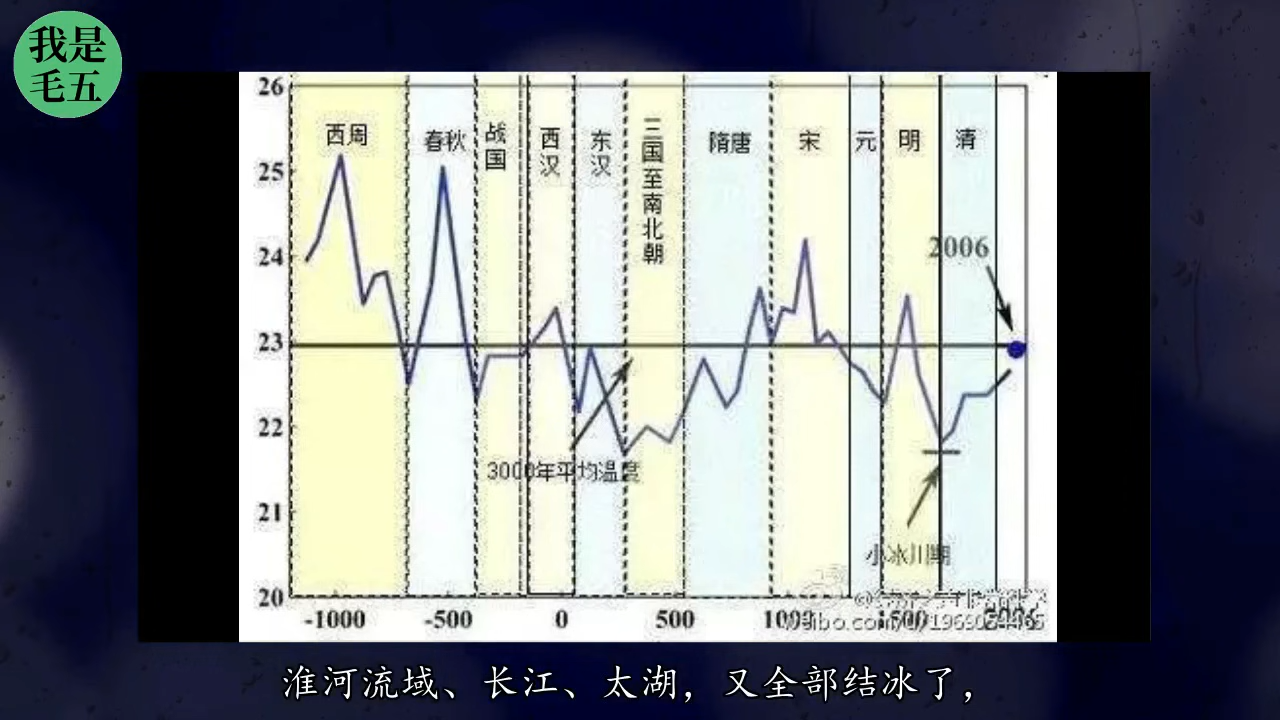 我是
毛五
26
25
24
23
22
21
20
西周
春秋
战国
西汉
东汉
三国至南北朝
隋唐
宋
元
明
清
2006
3000年平均温度
小冰川期
-1000
-500
0
500
1000
1500
淮河流域、长江、太湖，又全部结冰了，